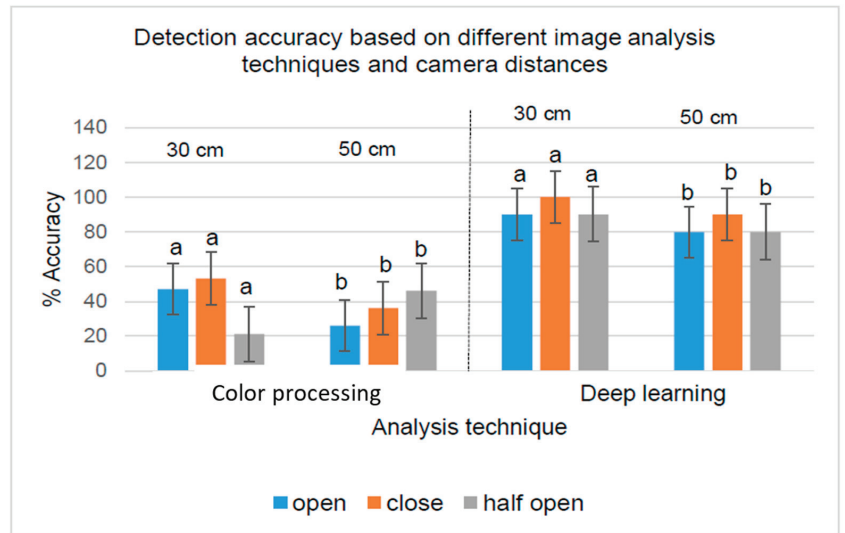 Detection accuracy based on different image analysis
techniques and camera distances
% Accuracy
140
120
100
80
60
40
20
0
30 cm
50 cm
30 cm
50 cm
a
a
a
b
b
b
a
a
a
b
b
b
Color processing
Deep learning
Analysis technique
open close half open